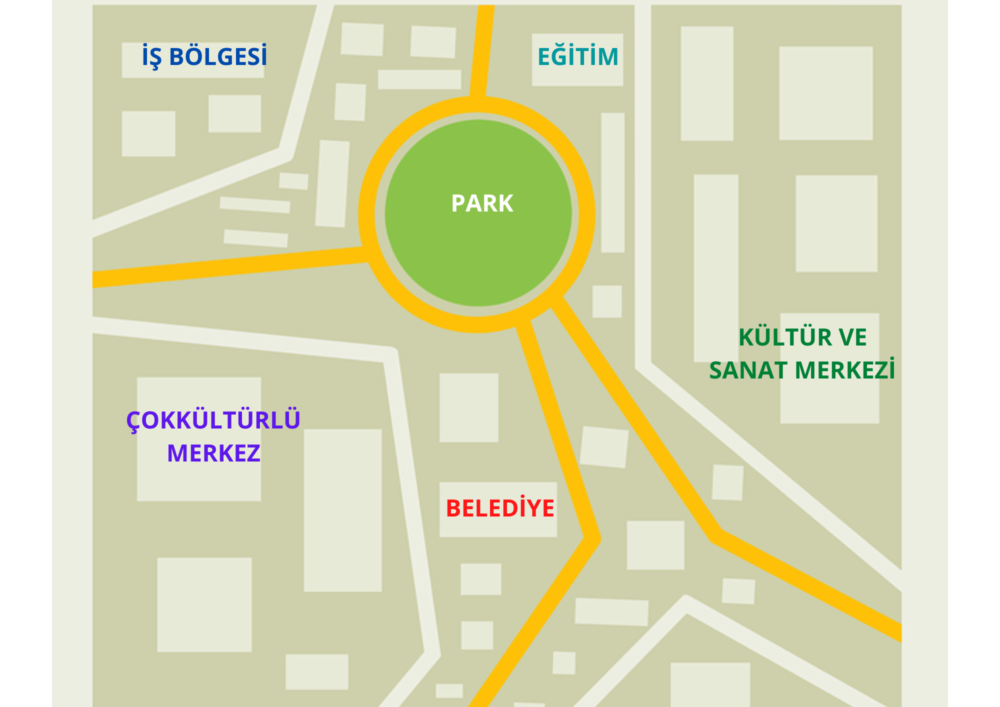 İŞ BÖLGESİ
EĞİTİM
PARK
KÜLTÜR VE
SANAT MERKEZİ
ÇOKKÜLTÜRLÜ
MERKEZ
BELEDİYE